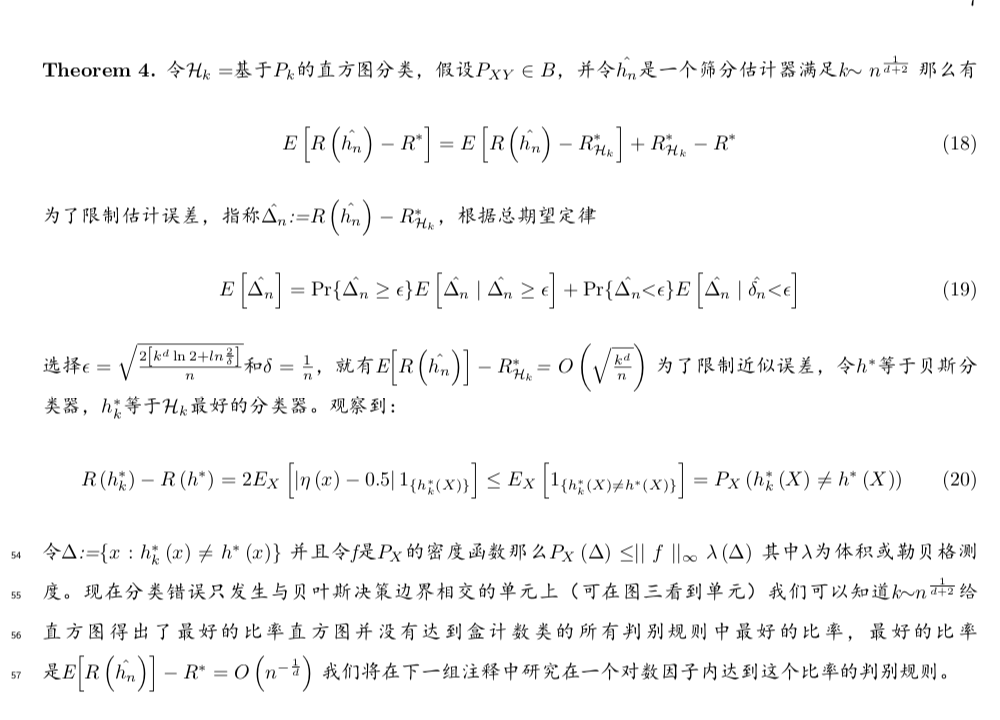 Theorem 4. 令$\mathcal{H}_k$ =基于$P_k$的直方图分类，假设$P_{XY} \in B$，并令$\hat{h_n}$是一个筛分估计器满足$k \sim n^{\frac{1}{d+2}}$ 那么有
$E\left[R\left(\hat{h_n}\right) - R^*\right] = E\left[R\left(\hat{h_n}\right) - R^*_{\mathcal{H}_k}\right] + R^*_{\mathcal{H}_k} - R^*$ (18)
为了限制估计误差，指称$\hat{\Delta_n} := R\left(\hat{h_n}\right) - R^*_{\mathcal{H}_k}$，根据总期望定律
$E\left[\hat{\Delta_n}\right] = \Pr\{\hat{\Delta_n} \geq \epsilon\} E\left[\hat{\Delta_n} \mid \hat{\Delta_n} \geq \epsilon\right] + \Pr\{\hat{\Delta_n} < \epsilon\} E\left[\hat{\Delta_n} \mid \hat{\delta_n} < \epsilon\right]$ (19)
选择$\epsilon = \sqrt{\frac{2\left[k^d \ln 2 + ln\frac{2}{\delta}\right]}{n}}$和$\delta = \frac{1}{n}$，就有$E\left[R\left(\hat{h_n}\right)\right] - R^*_{\mathcal{H}_k} = O\left(\sqrt{\frac{k^d}{n}}\right)$ 为了限制近似误差，令$h^*$等于贝斯分
类器，$h^*_k$等于$\mathcal{H}_k$最好的分类器。观察到：
$R(h^*_k) - R(h^*) = 2E_X\left[|\eta(x) - 0.5| 1_{\{h^*_k(X)\}}\right] \leq E_X\left[1_{\{h^*_k(X) \neq h^*(X)\}}\right] = P_X(h^*_k(X) \neq h^*(X))$ (20)
54 令$\Delta := \{x : h^*_k(x) \neq h^*(x)\}$ 并且令$f$是$P_X$的密度函数那么$P_X(\Delta) \leq || f ||_\infty \lambda(\Delta)$ 其中$\lambda$为体积或勒贝格测
55 度。现在分类错误只发生与贝叶斯决策边界相交的单元上（可在图三看到单元）我们可以知道$k \sim n^{\frac{1}{d+2}}$给
56 直方图得出了最好的比率直方图并没有达到盒计数类的所有判别规则中最好的比率，最好的比率
57 是$E\left[R\left(\hat{h_n}\right)\right] - R^* = O\left(n^{-\frac{1}{d}}\right)$ 我们将在下一组注释中研究在一个对数因子内达到这个比率的判别规则。